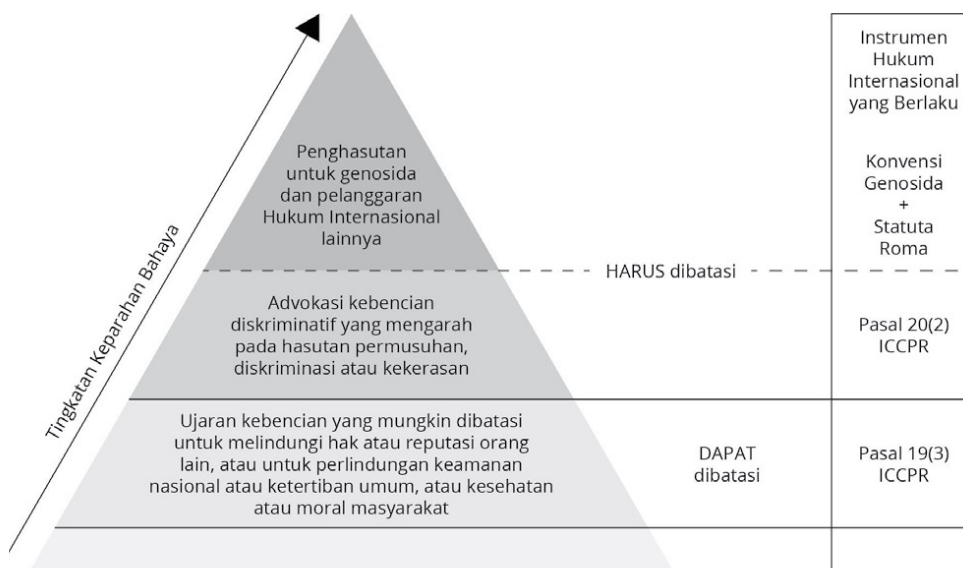 Tingkatan Keparahan Bahaya
Penghasutan
untuk genosida
dan pelanggaran
Hukum Internasional
lainnya
HARUS dibatasi
Advokasi kebencian
diskriminatif yang mengarah
pada hasutan permusuhan,
diskriminasi atau kekerasan
Ujaran kebencian yang mungkin dibatasi
untuk melindungi hak atau reputasi orang
lain, atau untuk perlindungan keamanan
nasional atau ketertiban umum, atau kesehatan
atau moral masyarakat
DAPAT
dibatasi
Instrumen
Hukum
Internasional
yang Berlaku
Konvensi
Genosida
+
Statuta
Roma
Pasal 20(2)
ICCPR
Pasal 19(3)
ICCPR